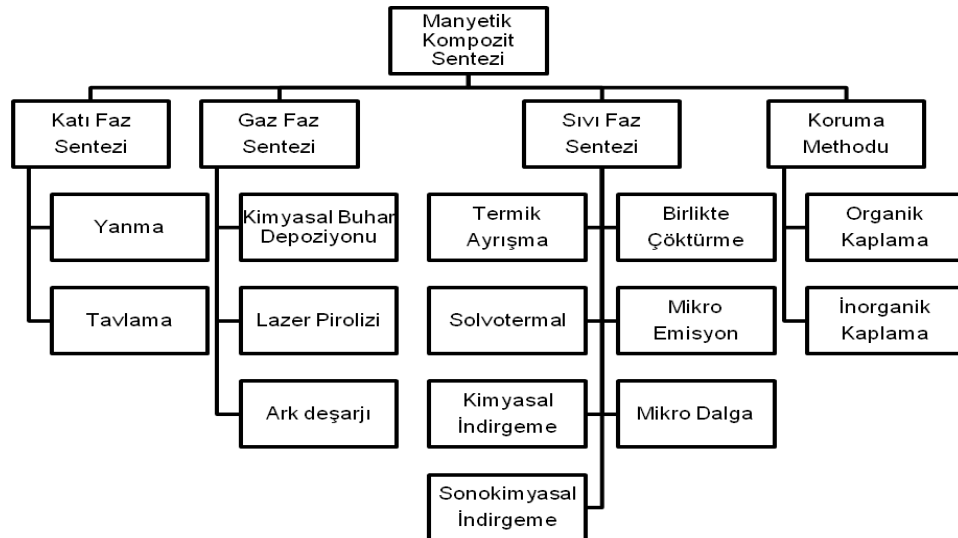 Manyetik
Kompozit
Sentezi
Katı Faz
Sentezi
Gaz Faz
Sentezi
Sıvı Faz
Sentezi
Koruma
Methodu
Yanma
Kimyasal Buhar
Depoziyonu
Termik
Ayrışma
Birlikte
Çöktürme
Organik
Kaplama
Tavlama
Lazer Pirolizi
Solvotermal
Mikro
Emisyon
İnorganik
Kaplama
Ark deşarjı
Kimyasal
İndirgeme
Mikro Dalga
Sonokimyasal
İndirgeme